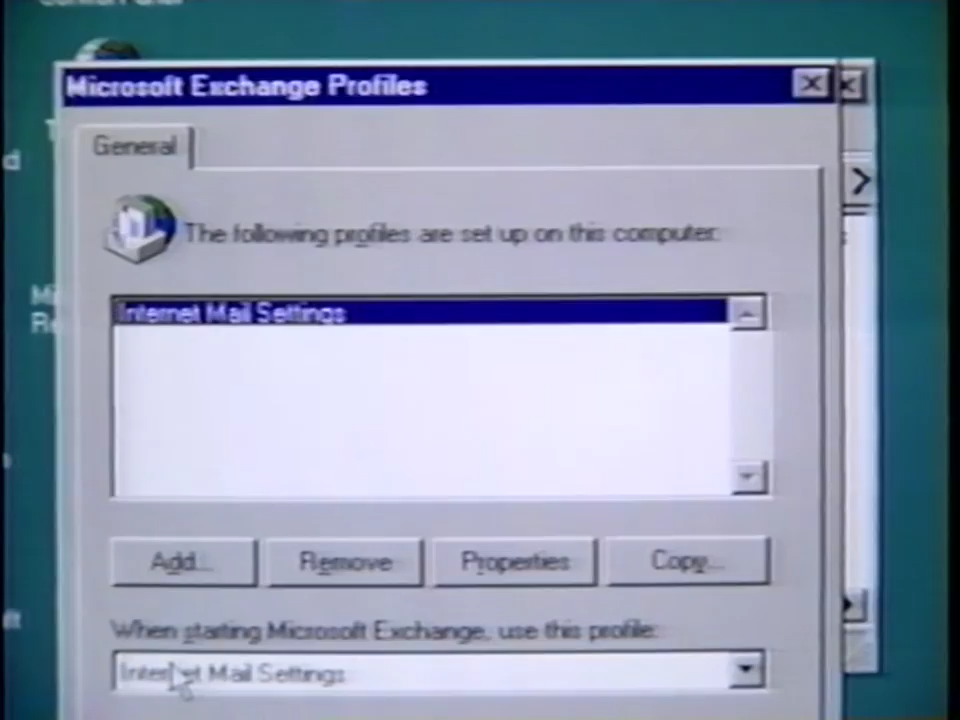 Microsoft Exchange Profiles
General
The following profiles are set up on this computer:
Internet Mail Settings
Add...
Remove
Properties
Copy...
When starting Microsoft Exchange, use this profile:
Internet Mail Settings